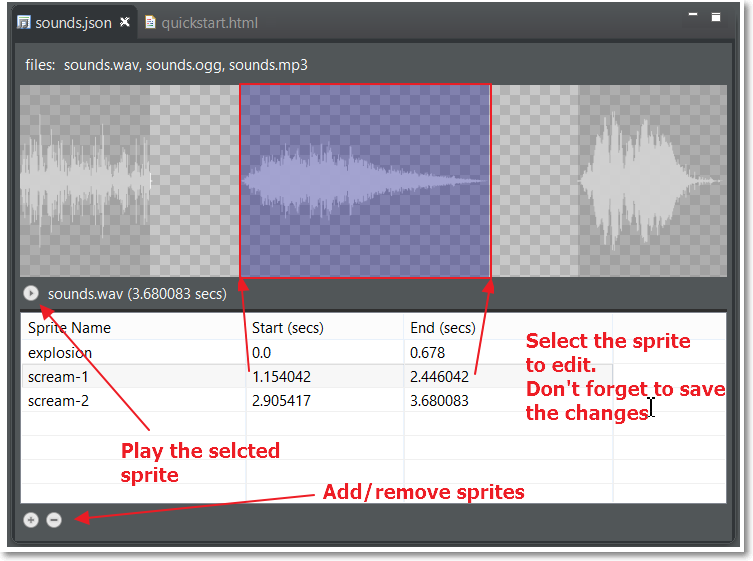 sounds.json quickstart.html
files: sounds.wav, sounds.ogg, sounds.mp3
sounds.wav (3.680083 secs)
Sprite Name Start (secs) End (secs)
explosion 0.0 0.678
scream-1 1.154042 2.446042
scream-2 2.905417 3.680083
Select the sprite
to edit.
Don't forget to save
the changes
Play the selcted
sprite
Add/remove sprites